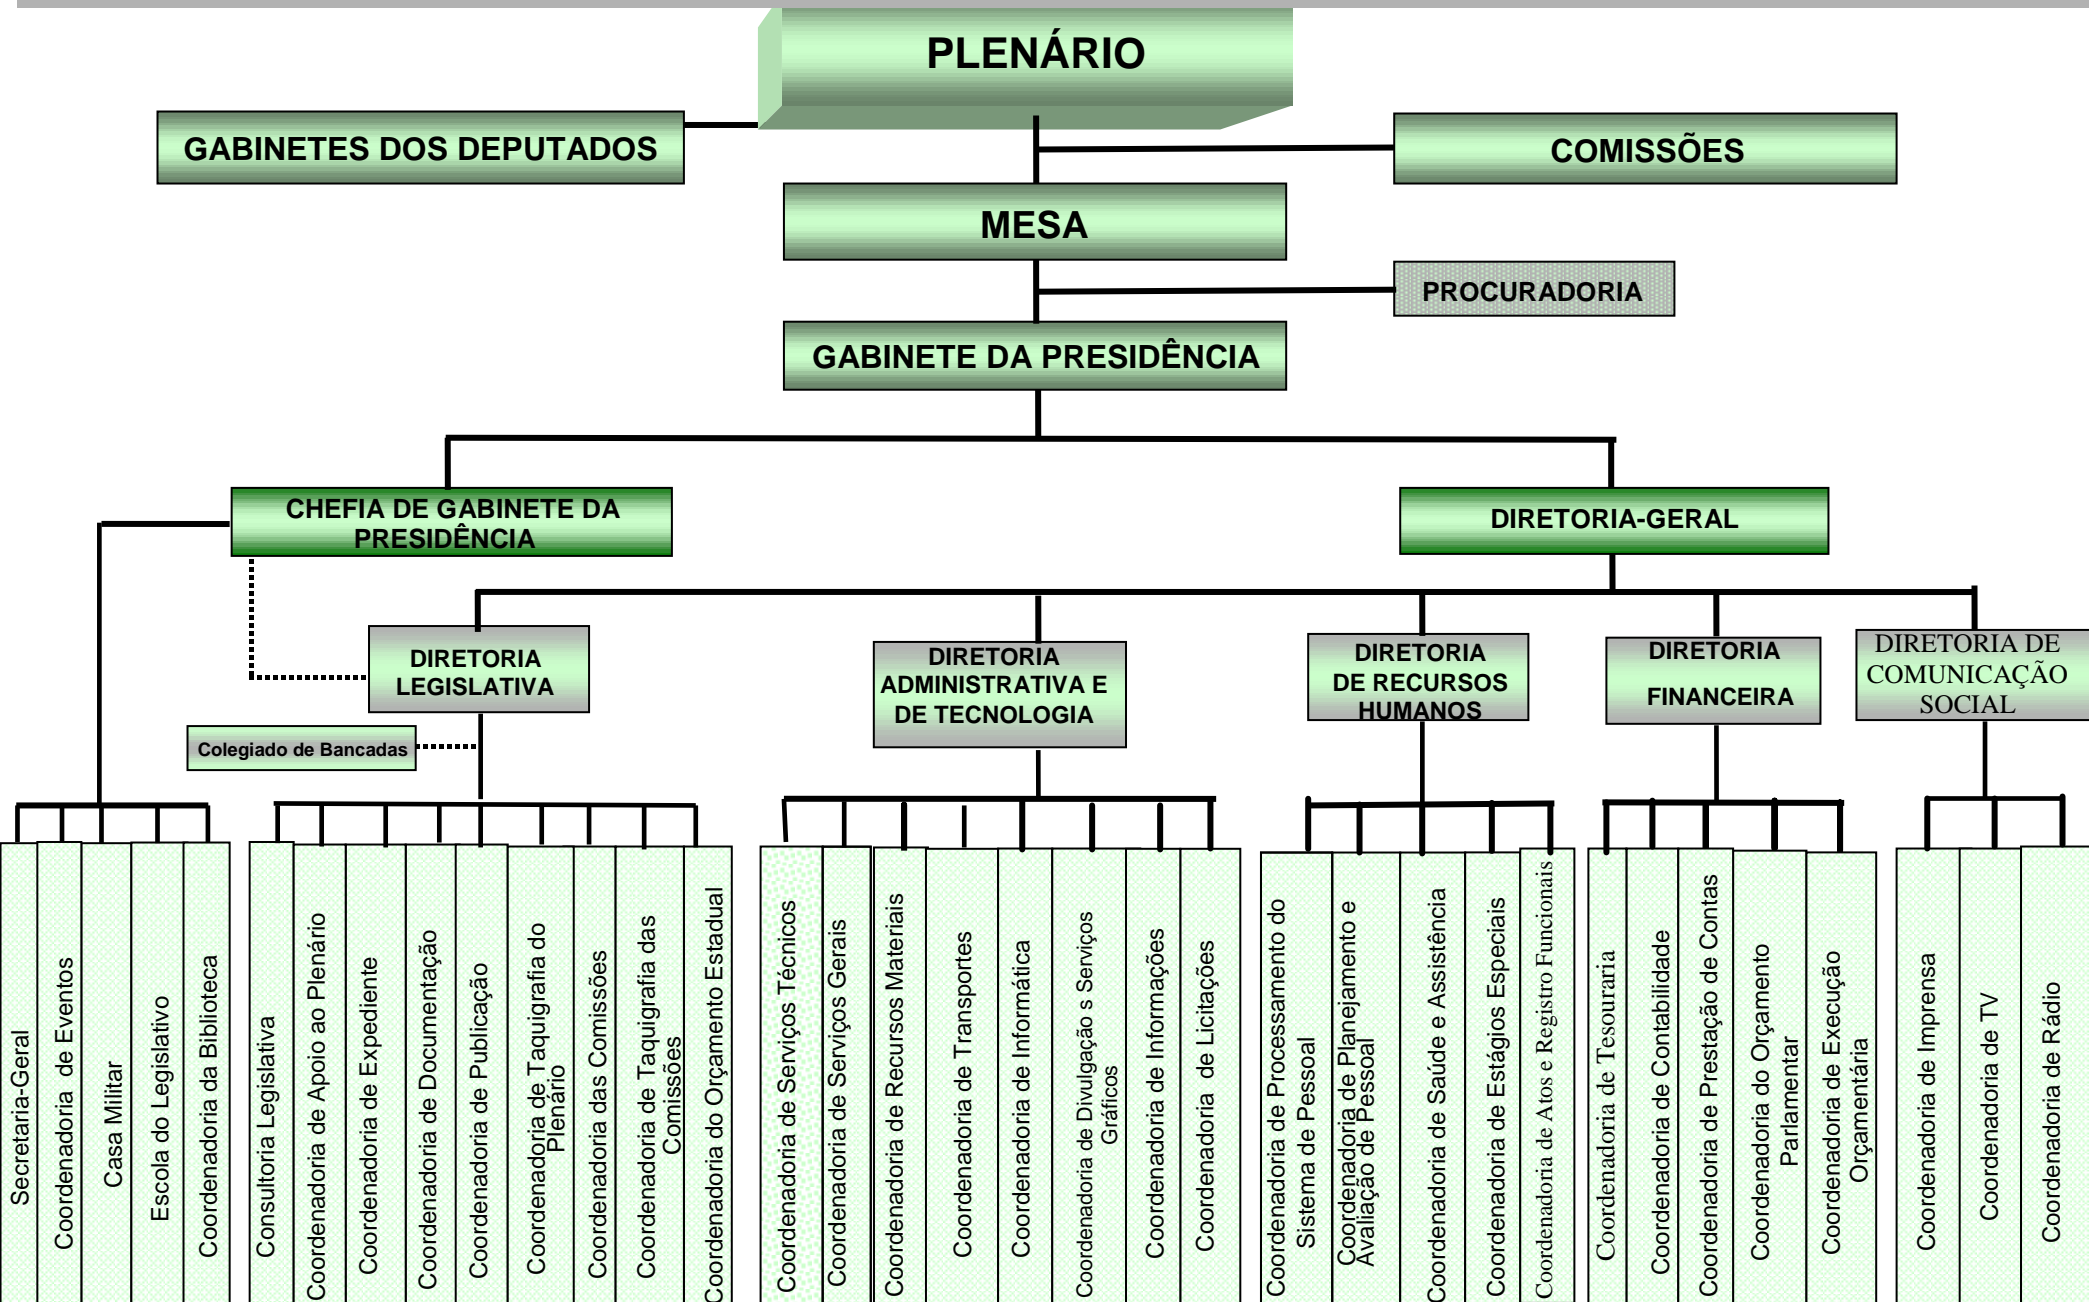 PLENÁRIO
GABINETES DOS DEPUTADOS
COMISSÕES
MESA
PROCURADORIA
GABINETE DA PRESIDÊNCIA
CHEFIA DE GABINETE DA
PRESIDÊNCIA
DIRETORIA-GERAL
DIRETORIA
LEGISLATIVA
DIRETORIA
ADMINISTRATIVA E
DE TECNOLOGIA
DIRETORIA
DE RECURSOS
HUMANOS
DIRETORIA
FINANCEIRA
DIRETORIA DE
COMUNICAÇÃO
SOCIAL
Colegiado de Bancadas
Secretaria-Geral
Coordenadoria de Eventos
Casa Militar
Escola do Legislativo
Coordenadoria da Biblioteca
Consultoria Legislativa
Coordenadoria de Apoio ao Plenário
Coordenadoria de Expediente
Coordenadoria de Documentação
Coordenadoria de Publicação
Coordenadoria de Taquigrafia do
Plenário
Coordenadoria das Comissões
Coordenadoria de Taquigrafia das
Comissões
Coordenadoria do Orçamento Estadual
Coordenadoria de Serviços Técnicos
Coordenadoria de Serviços Gerais
Coordenadoria de Recursos Materiais
Coordenadoria de Transportes
Coordenadoria de Informática
Coordenadoria de Divulgação s Serviços
Gráficos
Coordenadoria de Informações
Coordenadoria de Licitações
Coordenadoria de Processamento do
Sistema de Pessoal
Coordenadoria de Planejamento e
Avaliação de Pessoal
Coordenadoria de Saúde e Assistência
Coordenadoria de Estágios Especiais
Coordenadoria de Atos e Registro Funcionais
Coordenadoria de Tesouraria
Coordenadoria de Contabilidade
Coordenadoria de Prestação de Contas
Coordenadoria do Orçamento
Parlamentar
Coordenadoria de Execução
Orçamentária
Coordenadoria de Imprensa
Coordenadoria de TV
Coordenadoria de Rádio